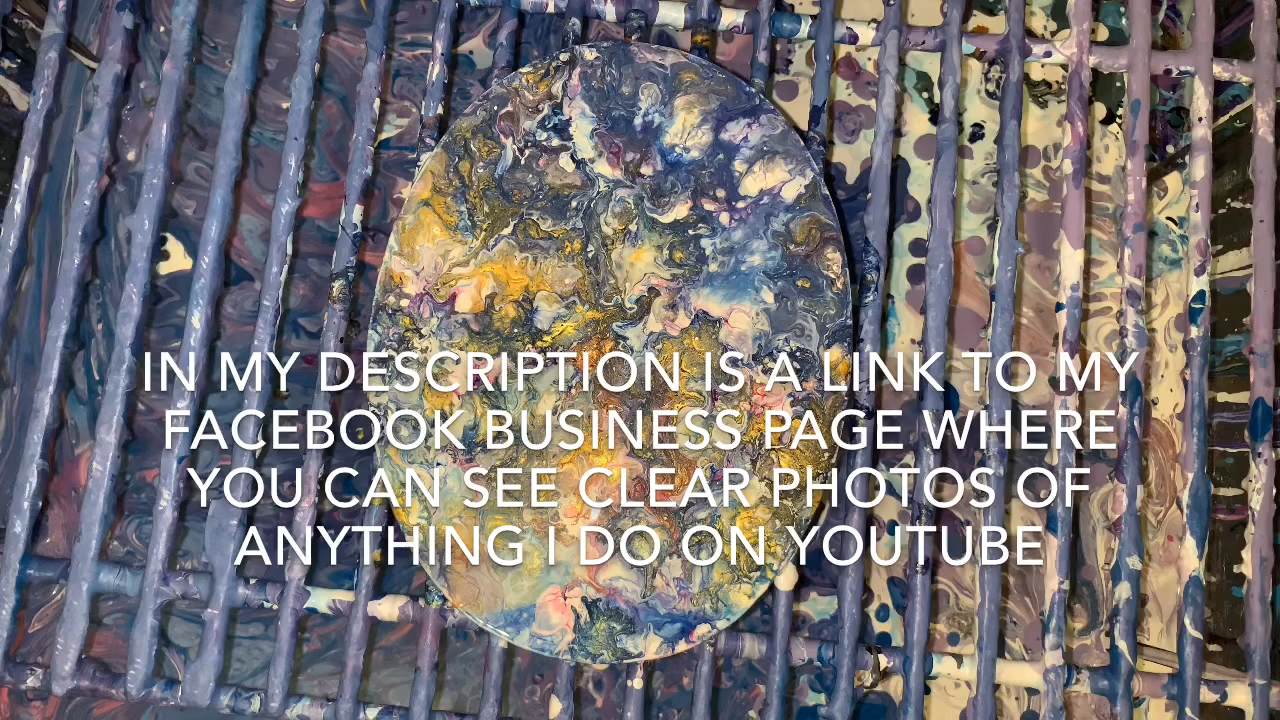 IN MY DESCRIPTION IS A LINK TO MY
FACEBOOK BUSINESS PAGE WHERE
YOU CAN SEE CLEAR PHOTOS OF
ANYTHING I DO ON YOUTUBE